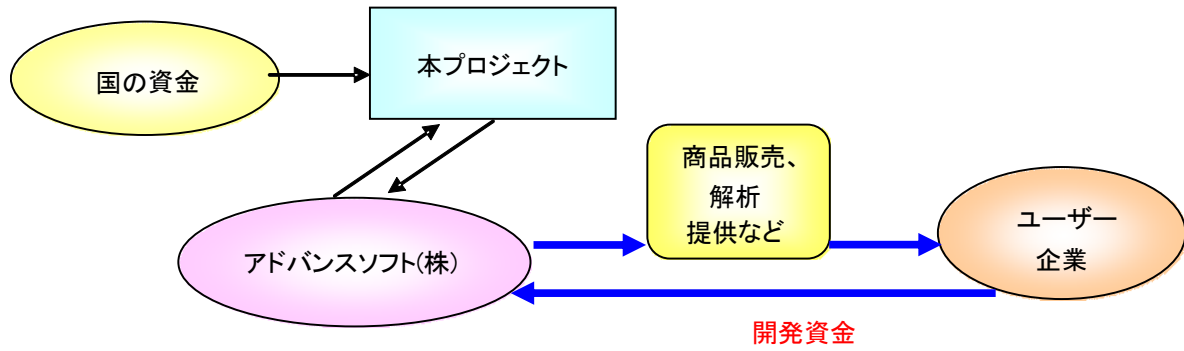 国の資金
本プロジェクト
商品販売、
解析
提供など
ユーザー
企業
アドバンスソフト(株)
開発資金